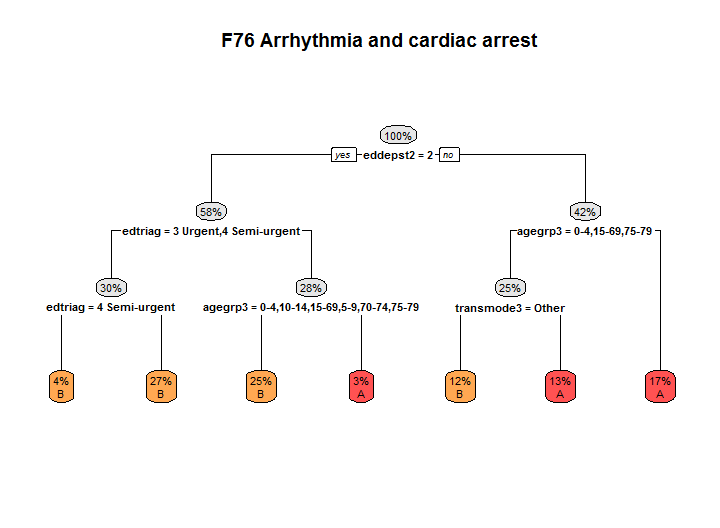 F76 Arrhythmia and cardiac arrest
100%
yes eddepst2 = 2 no
58% 42%
edtriag = 3 Urgent,4 Semi-urgent agegrp3 = 0-4,15-69,75-79
30% 28% 25%
edtriag = 4 Semi-urgent agegrp3 = 0-4,10-14,15-69,5-9,70-74,75-79 transmode3 = Other
4% 27% 25% 3% 12% 13% 17%
B B B A B A A